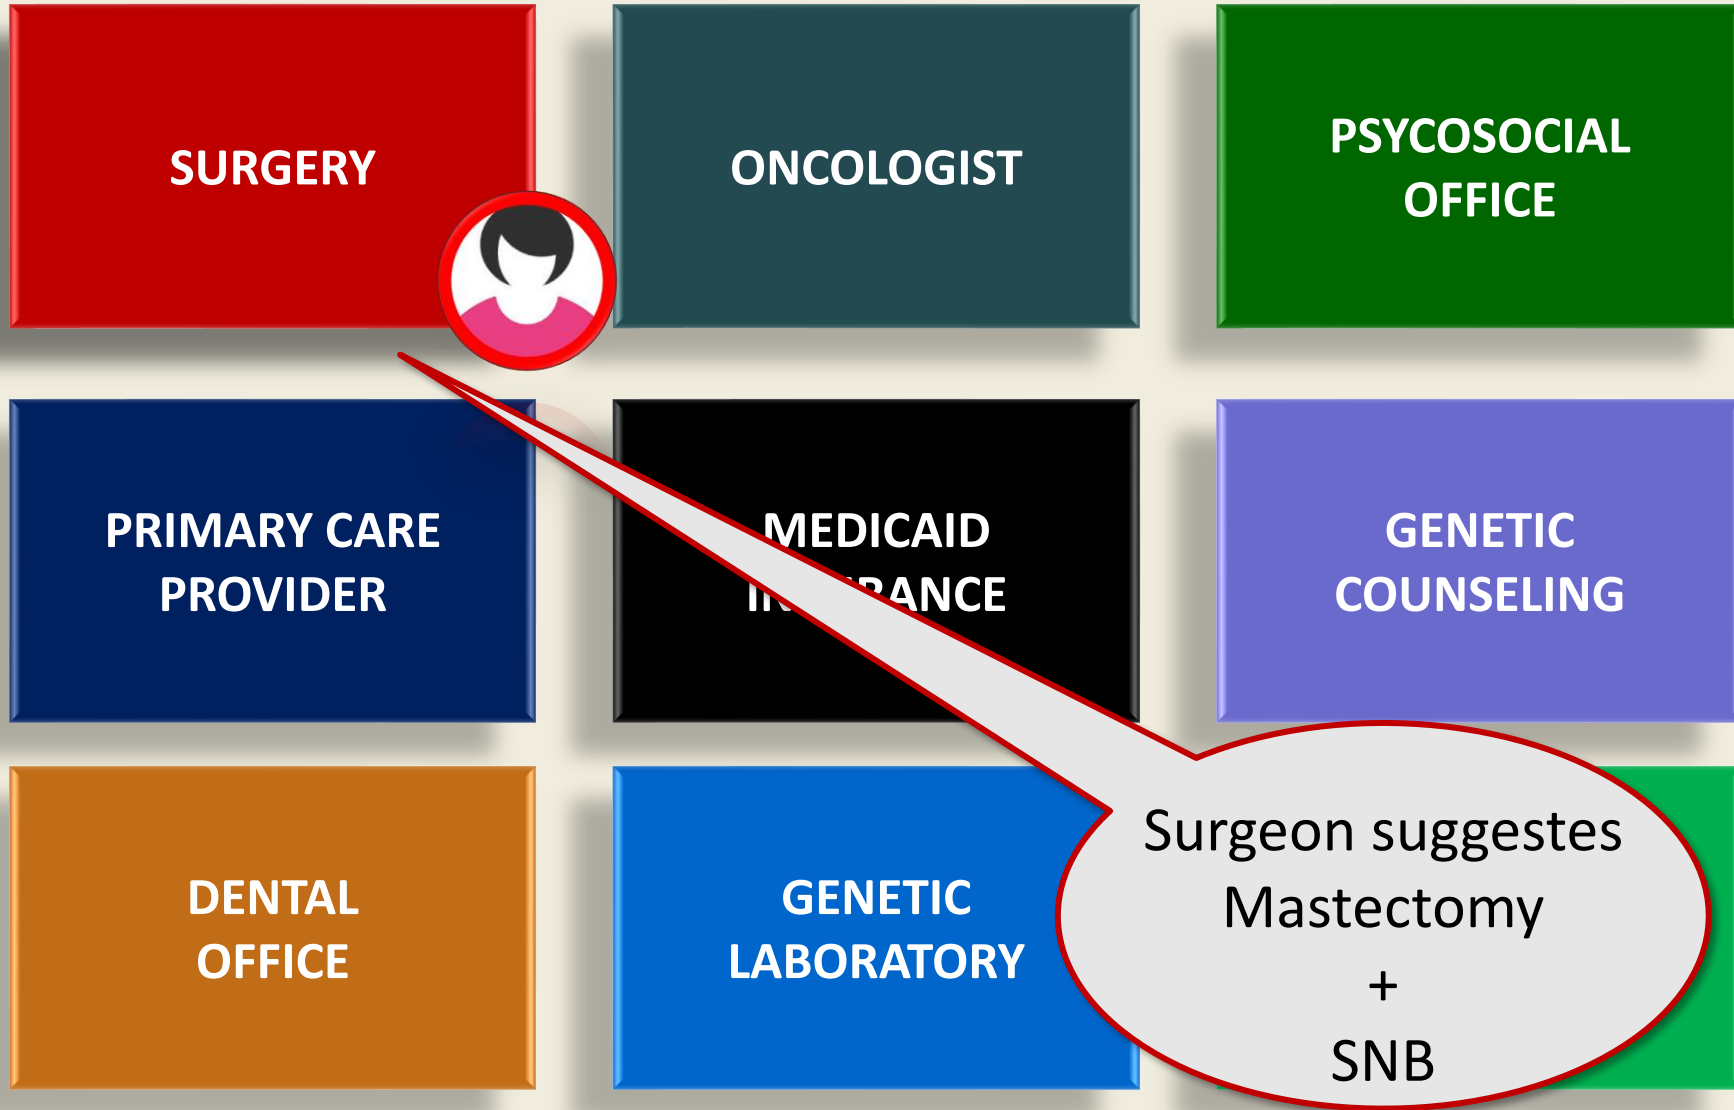 SURGERY
ONCOLOGIST
PSYCOSOCIAL
OFFICE
PRIMARY CARE
PROVIDER
MEDICAID
GENETIC
COUNSELING
DENTAL
OFFICE
GENETIC
LABORATORY
Surgeon suggestes
Mastectomy
+
SNB